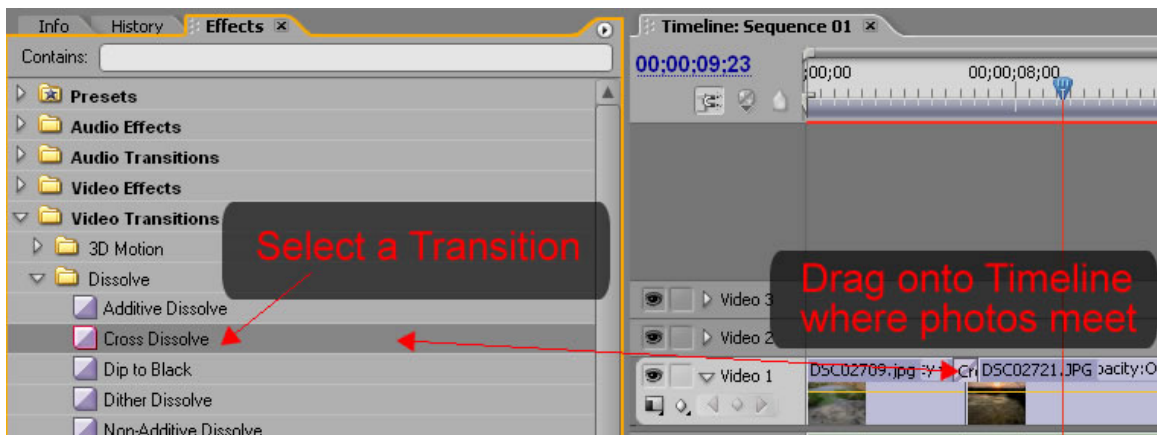 Info History Effects
Contains:
Presets
Audio Effects
Audio Transitions
Video Effects
Video Transitions
3D Motion
Dissolve
Additive Dissolve
Cross Dissolve
Dip to Black
Dither Dissolve
Non-Additive Dissolve
Select a Transition
Timeline: Sequence 01
00;00;09;23
;00;00 00;00;08;00
Drag onto Timeline
where photos meet
Video 3
Video 2
Video 1
DSC02709.jpg DSC02721.JPG pacity:O